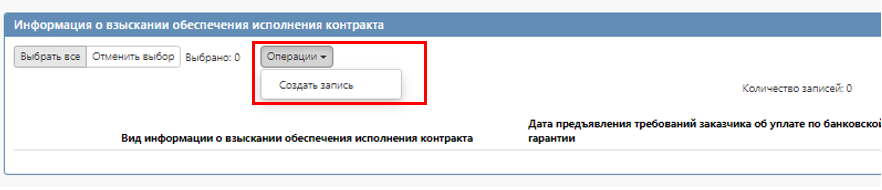 Информация о взыскании обеспечения исполнения контракта
Выбрать все Отменить выбор Выбрано: 0 Операции
Создать запись
Количество записей: 0
Вид информации о взыскании обеспечения исполнения контракта
Дата предъявления требований заказчика об уплате по банковской
гарантии